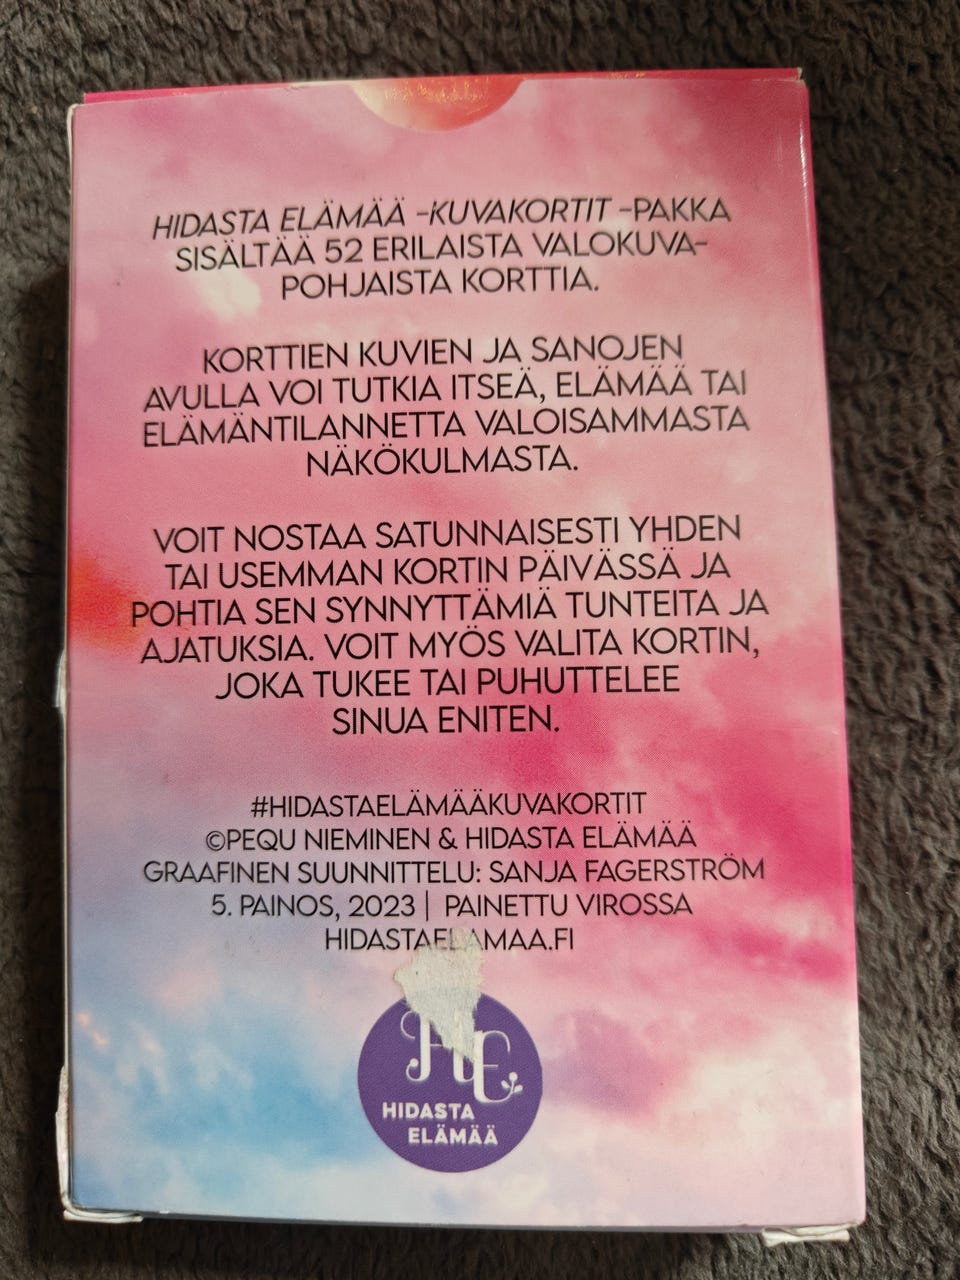 HIDASTA ELÄMÄÄ -KUVAKORTIT -PAKKA
SISÄLTÄÄ 52 ERILAISTA VALOKUVA-
POHJAISTA KORTTIA.
KORTTIEN KUVIEN JA SANOJEN
AVULLA VOI TUTKIA ITSEÄ, ELÄMÄÄ TAI
ELÄMÄNTILANNETTA VALOISAMMASTA
NÄKÖKULMASTA.
VOIT NOSTAA SATUNNAISESTI YHDEN
TAI USEMMAN KORTIN PÄIVÄSSÄ JA
POHTIA SEN SYNNYTTÄMIÄ TUNTEITA JA
AJATUKSIA. VOIT MYÖS VALITA KORTIN,
JOKA TUKEE TAI PUHUTTELEE
SINUA ENITEN.
#HIDASTAELÄMÄÄKUVAKORTIT
©PEQU NIEMINEN & HIDASTA ELÄMÄÄ
GRAAFINEN SUUNNITTELU: SANJA FAGERSTRÖM
5. PAINOS, 2023 | PAINETTU VIROSSA
HIDASTAELAMAA.FI
HE
HIDASTA
ELÄMÄÄ